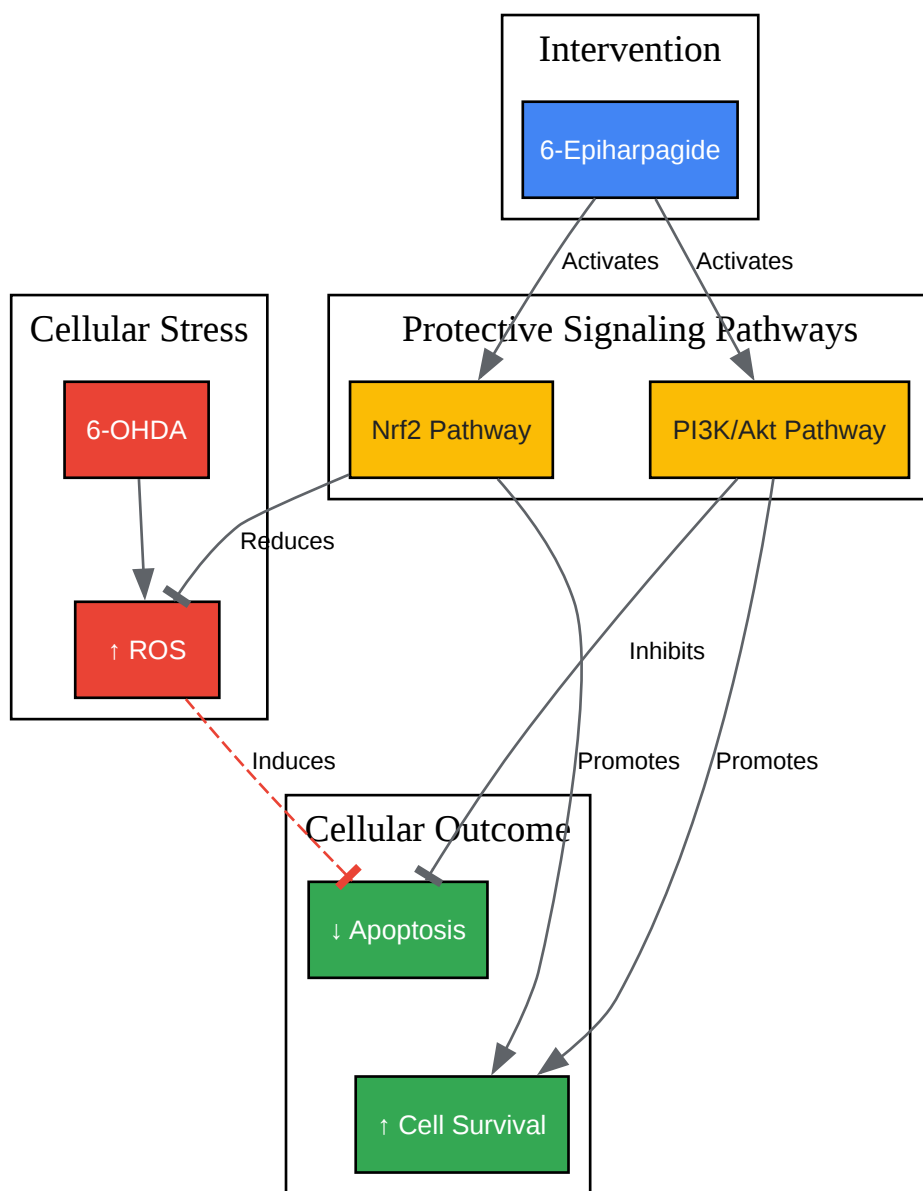 Intervention
6-Epiharpagide
Activates
Activates
Cellular Stress
Protective Signaling Pathways
6-OHDA
Nrf2 Pathway
PI3K/Akt Pathway
Reduces
↑ ROS
Inhibits
Induces
Promotes
Promotes
Cellular Outcome
↓ Apoptosis
↑ Cell Survival